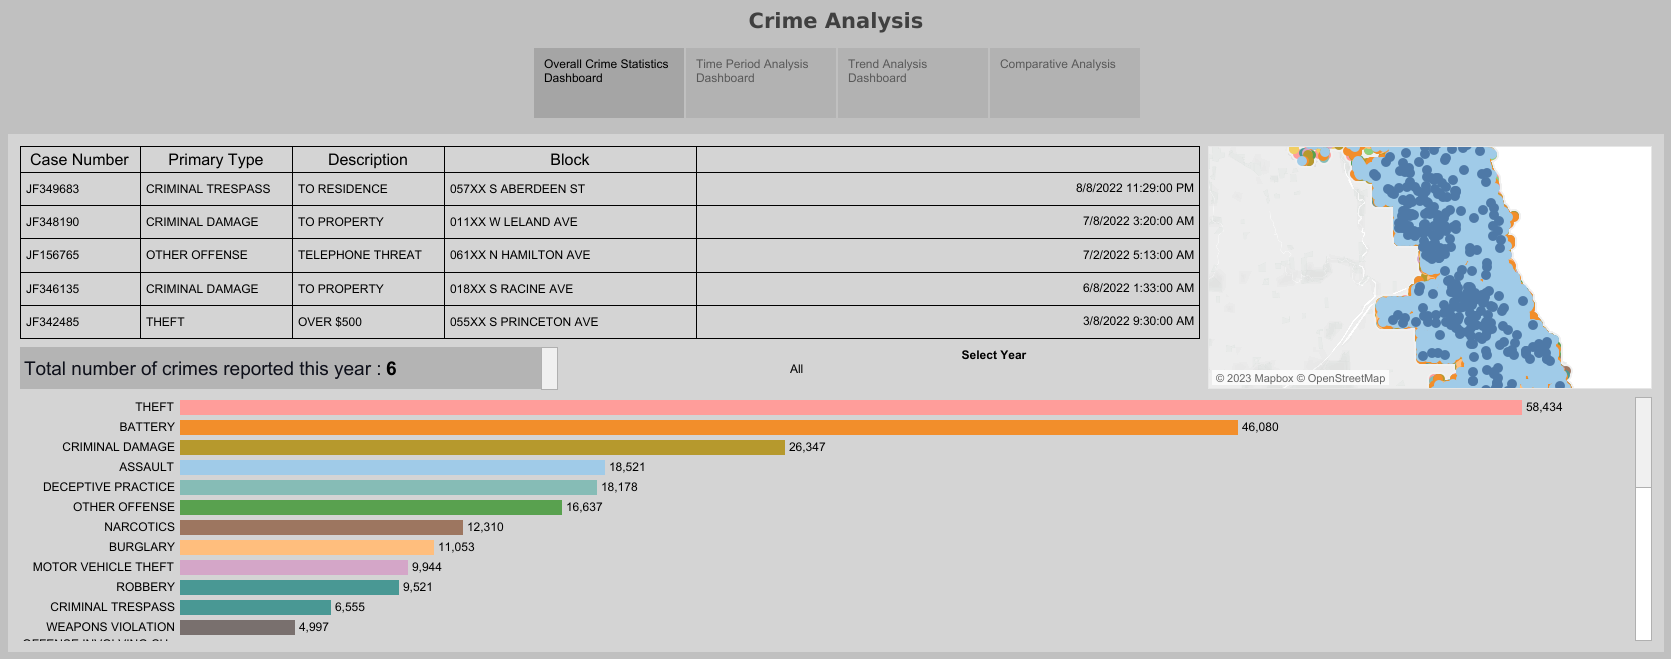 Crime Analysis
Overall Crime Statistics
Dashboard
Time Period Analysis
Dashboard
Trend Analysis
Dashboard
Comparative Analysis
Case Number Primary Type Description Block
JF349683 CRIMINAL TRESPASS TO RESIDENCE 057XX S ABERDEEN ST 8/8/2022 11:29:00 PM
JF348190 CRIMINAL DAMAGE TO PROPERTY 011XX W LELAND AVE 7/8/2022 3:20:00 AM
JF156765 OTHER OFFENSE TELEPHONE THREAT 061XX N HAMILTON AVE 7/2/2022 5:13:00 AM
JF346135 CRIMINAL DAMAGE TO PROPERTY 018XX S RACINE AVE 6/8/2022 1:33:00 AM
JF342485 THEFT OVER $500 055XX S PRINCETON AVE 3/8/2022 9:30:00 AM
© 2023 Mapbox © OpenStreetMap
Total number of crimes reported this year : 6
Select Year
All
THEFT 58,434
BATTERY 46,080
CRIMINAL DAMAGE 26,347
ASSAULT 18,521
DECEPTIVE PRACTICE 18,178
OTHER OFFENSE 16,637
NARCOTICS 12,310
BURGLARY 11,053
MOTOR VEHICLE THEFT 9,944
ROBBERY 9,521
CRIMINAL TRESPASS 6,555
WEAPONS VIOLATION 4,997